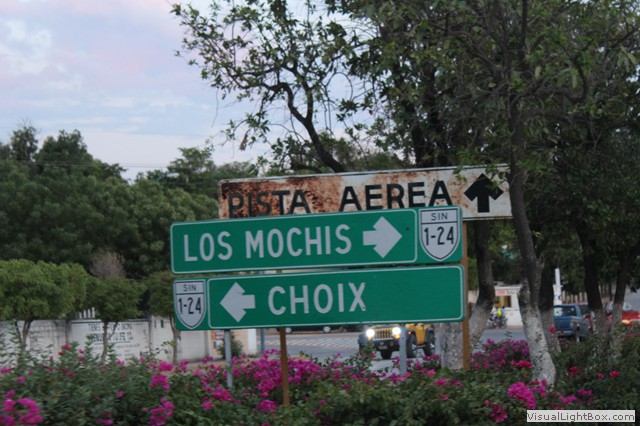 PISTA AEREA
LOS MOCHIS
SIN
1-24
SIN
1-24
CHOIX
VisualLightBox.com